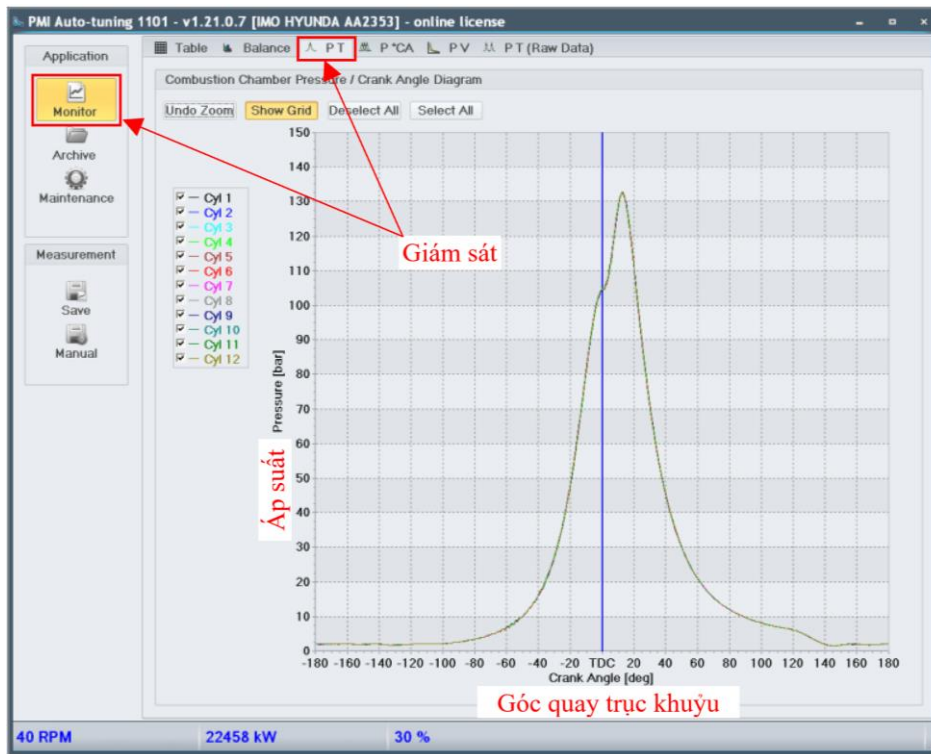 PMI Auto-tuning 1101 - v1.21.0.7 [IMO HYUNDA AA2353] - online license
Application
Monitor
Archive
Maintenance
Measurement
Save
Manual
Table Balance P T P *CA P V P T (Raw Data)
Combustion Chamber Pressure / Crank Angle Diagram
Undo Zoom Show Grid Deselect All Select All
Giám sát
Cyl 1
Cyl 2
Cyl 3
Cyl 4
Cyl 5
Cyl 6
Cyl 7
Cyl 8
Cyl 9
Cyl 10
Cyl 11
Cyl 12
Áp suất
Pressure [bar]
150
140
130
120
110
100
90
80
70
60
50
40
30
20
10
0
-180 -160 -140 -120 -100 -80 -60 -40 -20 TDC 20 40 60 80 100 120 140 160 180
Crank Angle [deg]
Góc quay trục khuỷu
40 RPM 22458 kW 30 %